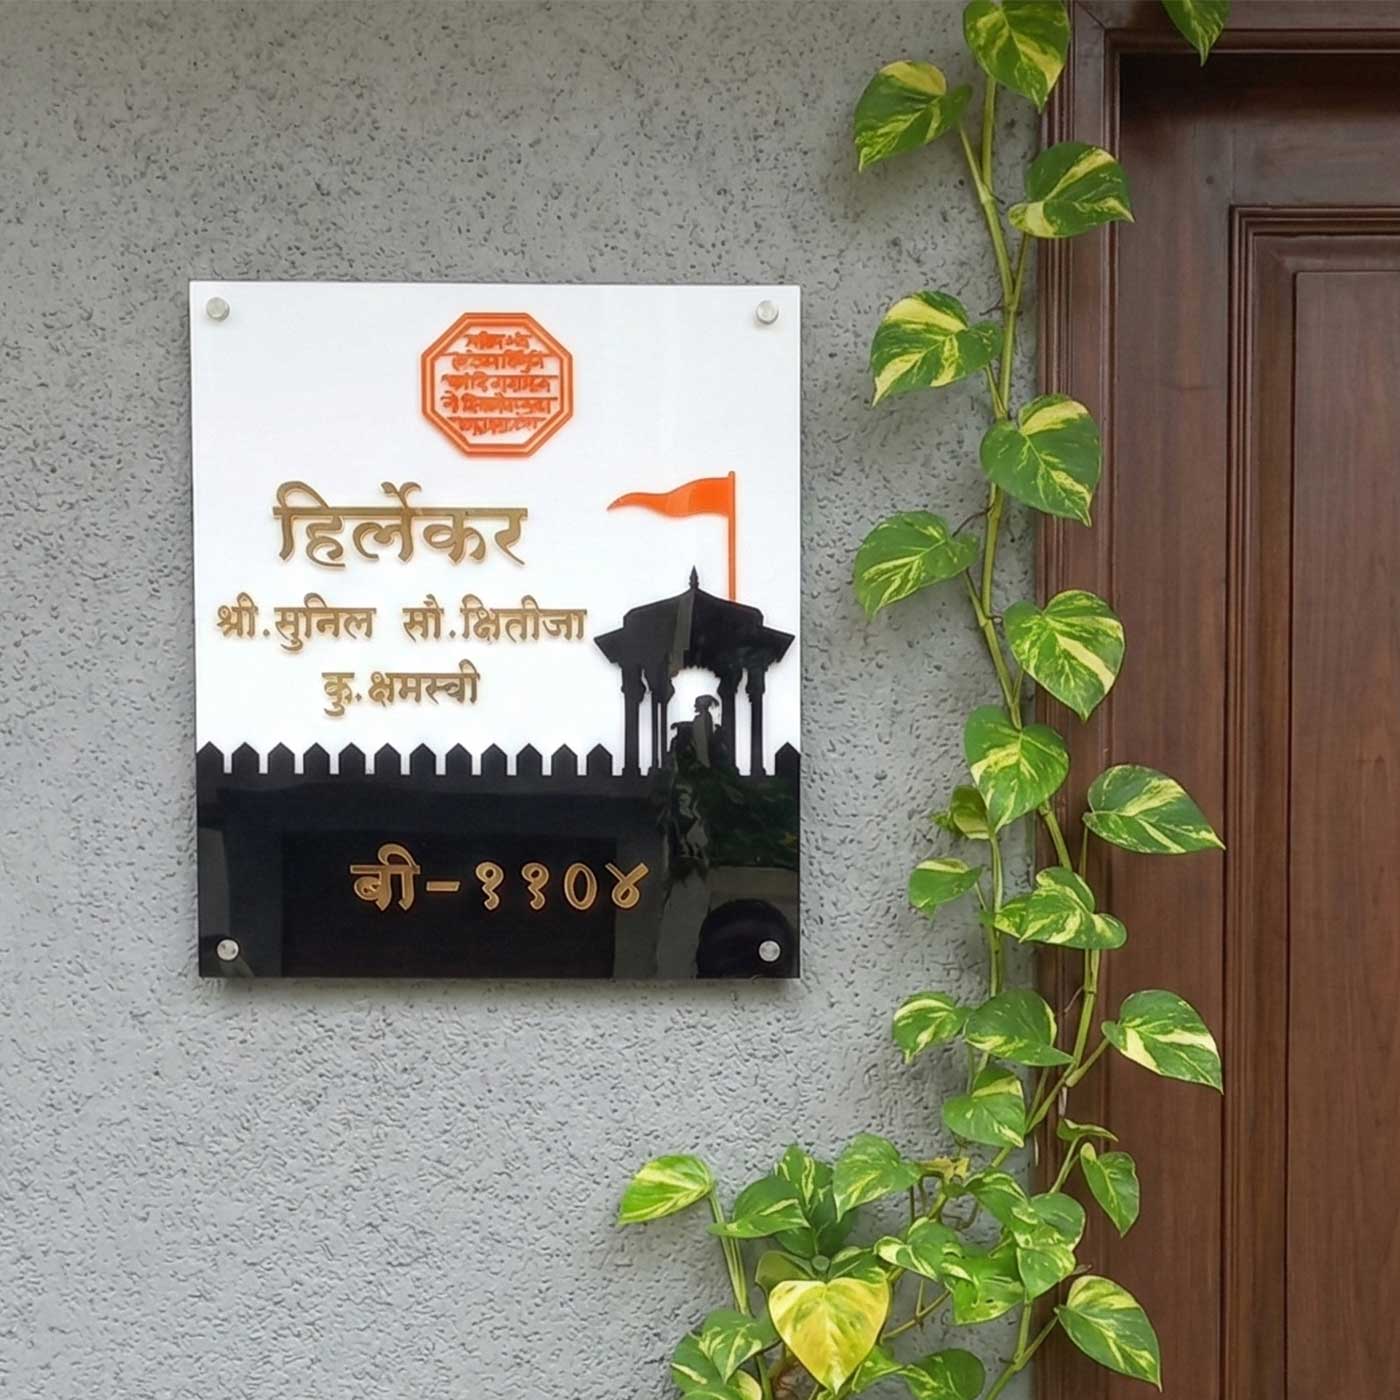 हिर्लेकर
श्री.सुनिल सौ.क्षितीजा
कु.क्षमस्वी
बी-११०४